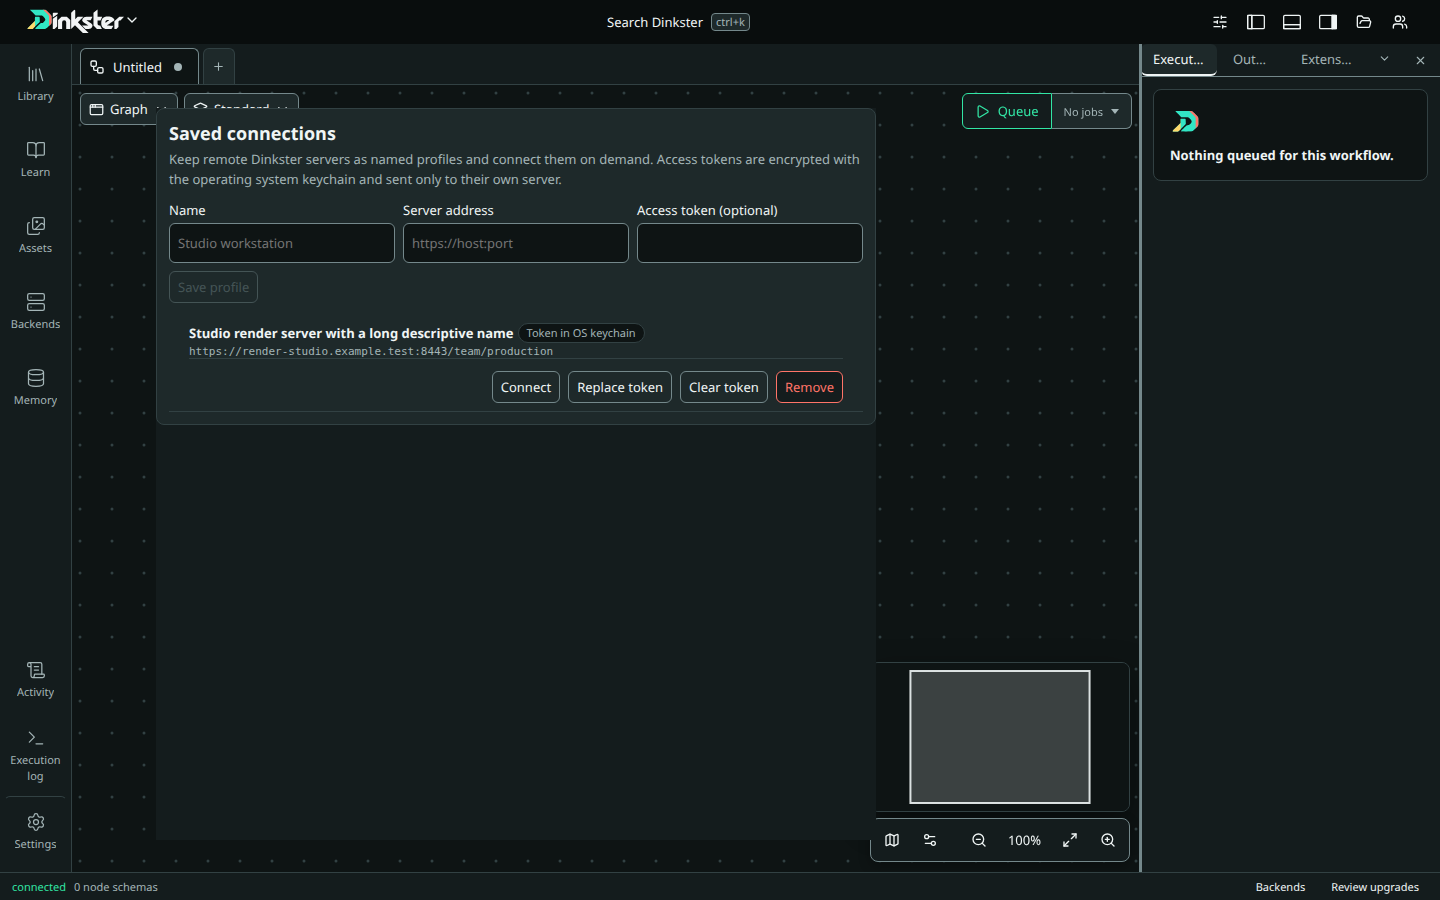 Dinkster
Search Dinkster ctrl+k
Untitled
Execut... Out... Extens...
Library
Learn
Assets
Backends
Memory
Activity
Execution log
Settings
Graph Standard
Queue No jobs
Nothing queued for this workflow.
Saved connections
Keep remote Dinkster servers as named profiles and connect them on demand. Access tokens are encrypted with
the operating system keychain and sent only to their own server.
Name Server address Access token (optional)
Studio workstation https://host:port
Save profile
Studio render server with a long descriptive name Token in OS keychain
https://render-studio.example.test:8443/team/production
Connect Replace token Clear token Remove
100%
connected 0 node schemas
Backends Review upgrades